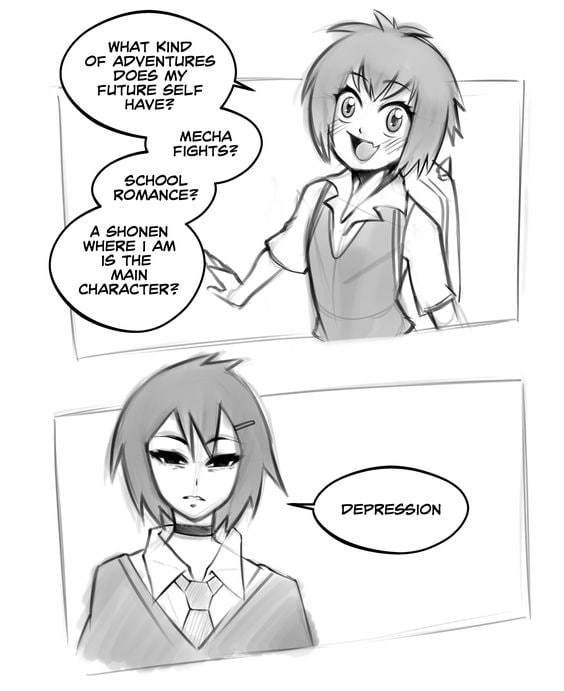 WHAT KIND
OF ADVENTURES
DOES MY
FUTURE SELF
HAVE?
MECHA
FIGHTS?
SCHOOL
ROMANCE?
A SHONEN
WHERE I AM
IS THE
MAIN
CHARACTER?
DEPRESSION